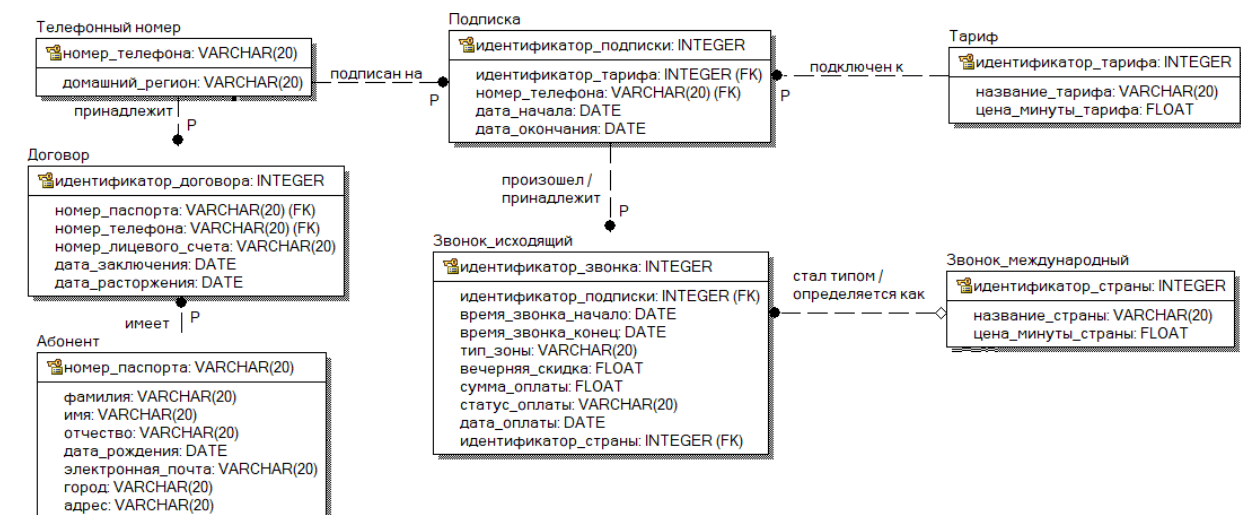 Телефонный номер
номер_телефона: VARCHAR(20)
домашний_регион: VARCHAR(20)
подписан на
P
Подписка
идентификатор_подписки: INTEGER
идентификатор_тарифа: INTEGER (FK)
номер_телефона: VARCHAR(20) (FK)
дата_начала: DATE
дата_окончания: DATE
подключен к
P
Тариф
идентификатор_тарифа: INTEGER
название_тарифа: VARCHAR(20)
цена_минуты_тарифа: FLOAT
принадлежит
P
Договор
идентификатор_договора: INTEGER
номер_паспорта: VARCHAR(20) (FK)
номер_телефона: VARCHAR(20) (FK)
номер_лицевого_счета: VARCHAR(20)
дата_заключения: DATE
дата_расторжения: DATE
произошел /
принадлежит
P
Звонок_исходящий
идентификатор_звонка: INTEGER
идентификатор_подписки: INTEGER (FK)
время_звонка_начало: DATE
время_звонка_конец: DATE
тип_зоны: VARCHAR(20)
вечерняя_скидка: FLOAT
сумма_оплаты: FLOAT
статус_оплаты: VARCHAR(20)
дата_оплаты: DATE
идентификатор_страны: INTEGER (FK)
стал типом /
определяется как
Звонок_международный
идентификатор_страны: INTEGER
название_страны: VARCHAR(20)
цена_минуты_страны: FLOAT
имеет
P
Абонент
номер_паспорта: VARCHAR(20)
фамилия: VARCHAR(20)
имя: VARCHAR(20)
отчество: VARCHAR(20)
дата_рождения: DATE
электронная_почта: VARCHAR(20)
город: VARCHAR(20)
адрес: VARCHAR(20)